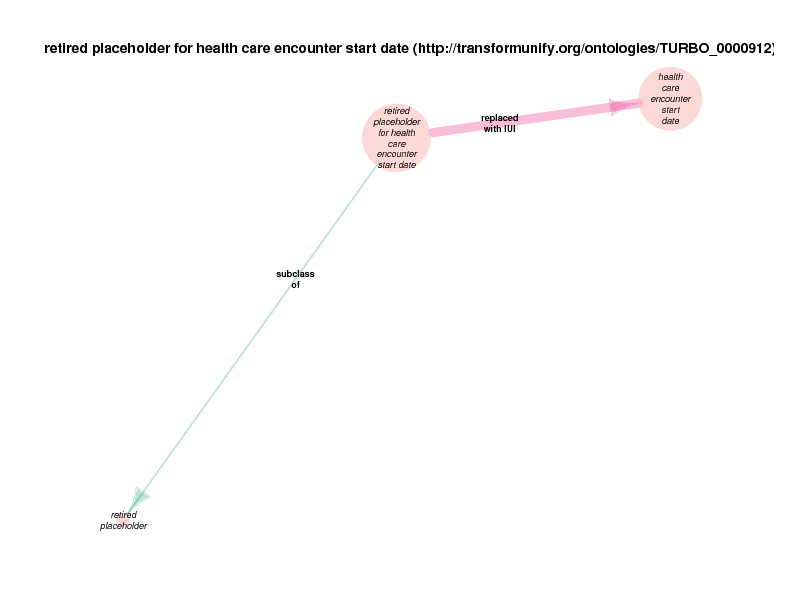 retired placeholder for health care encounter start date (http://transformunify.org/ontologies/TURBO_0000912)
health
care
encounter
start
date
retired
placeholder
for health
care
encounter
start date
replaced
with IUI
subclass
of
retired
placeholder